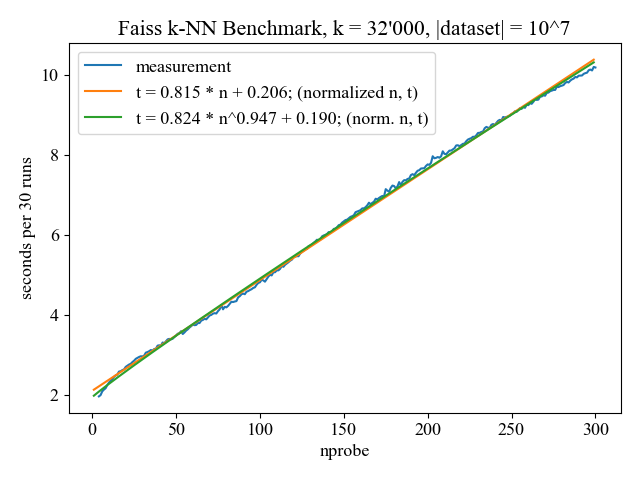 Faiss k-NN Benchmark, k = 32'000, |dataset| = 10^7
measurement
t = 0.815 * n + 0.206; (normalized n, t)
t = 0.824 * n^0.947 + 0.190; (norm. n, t)
seconds per 30 runs
10
8
6
4
2
0
50
100
150
200
250
300
nprobe